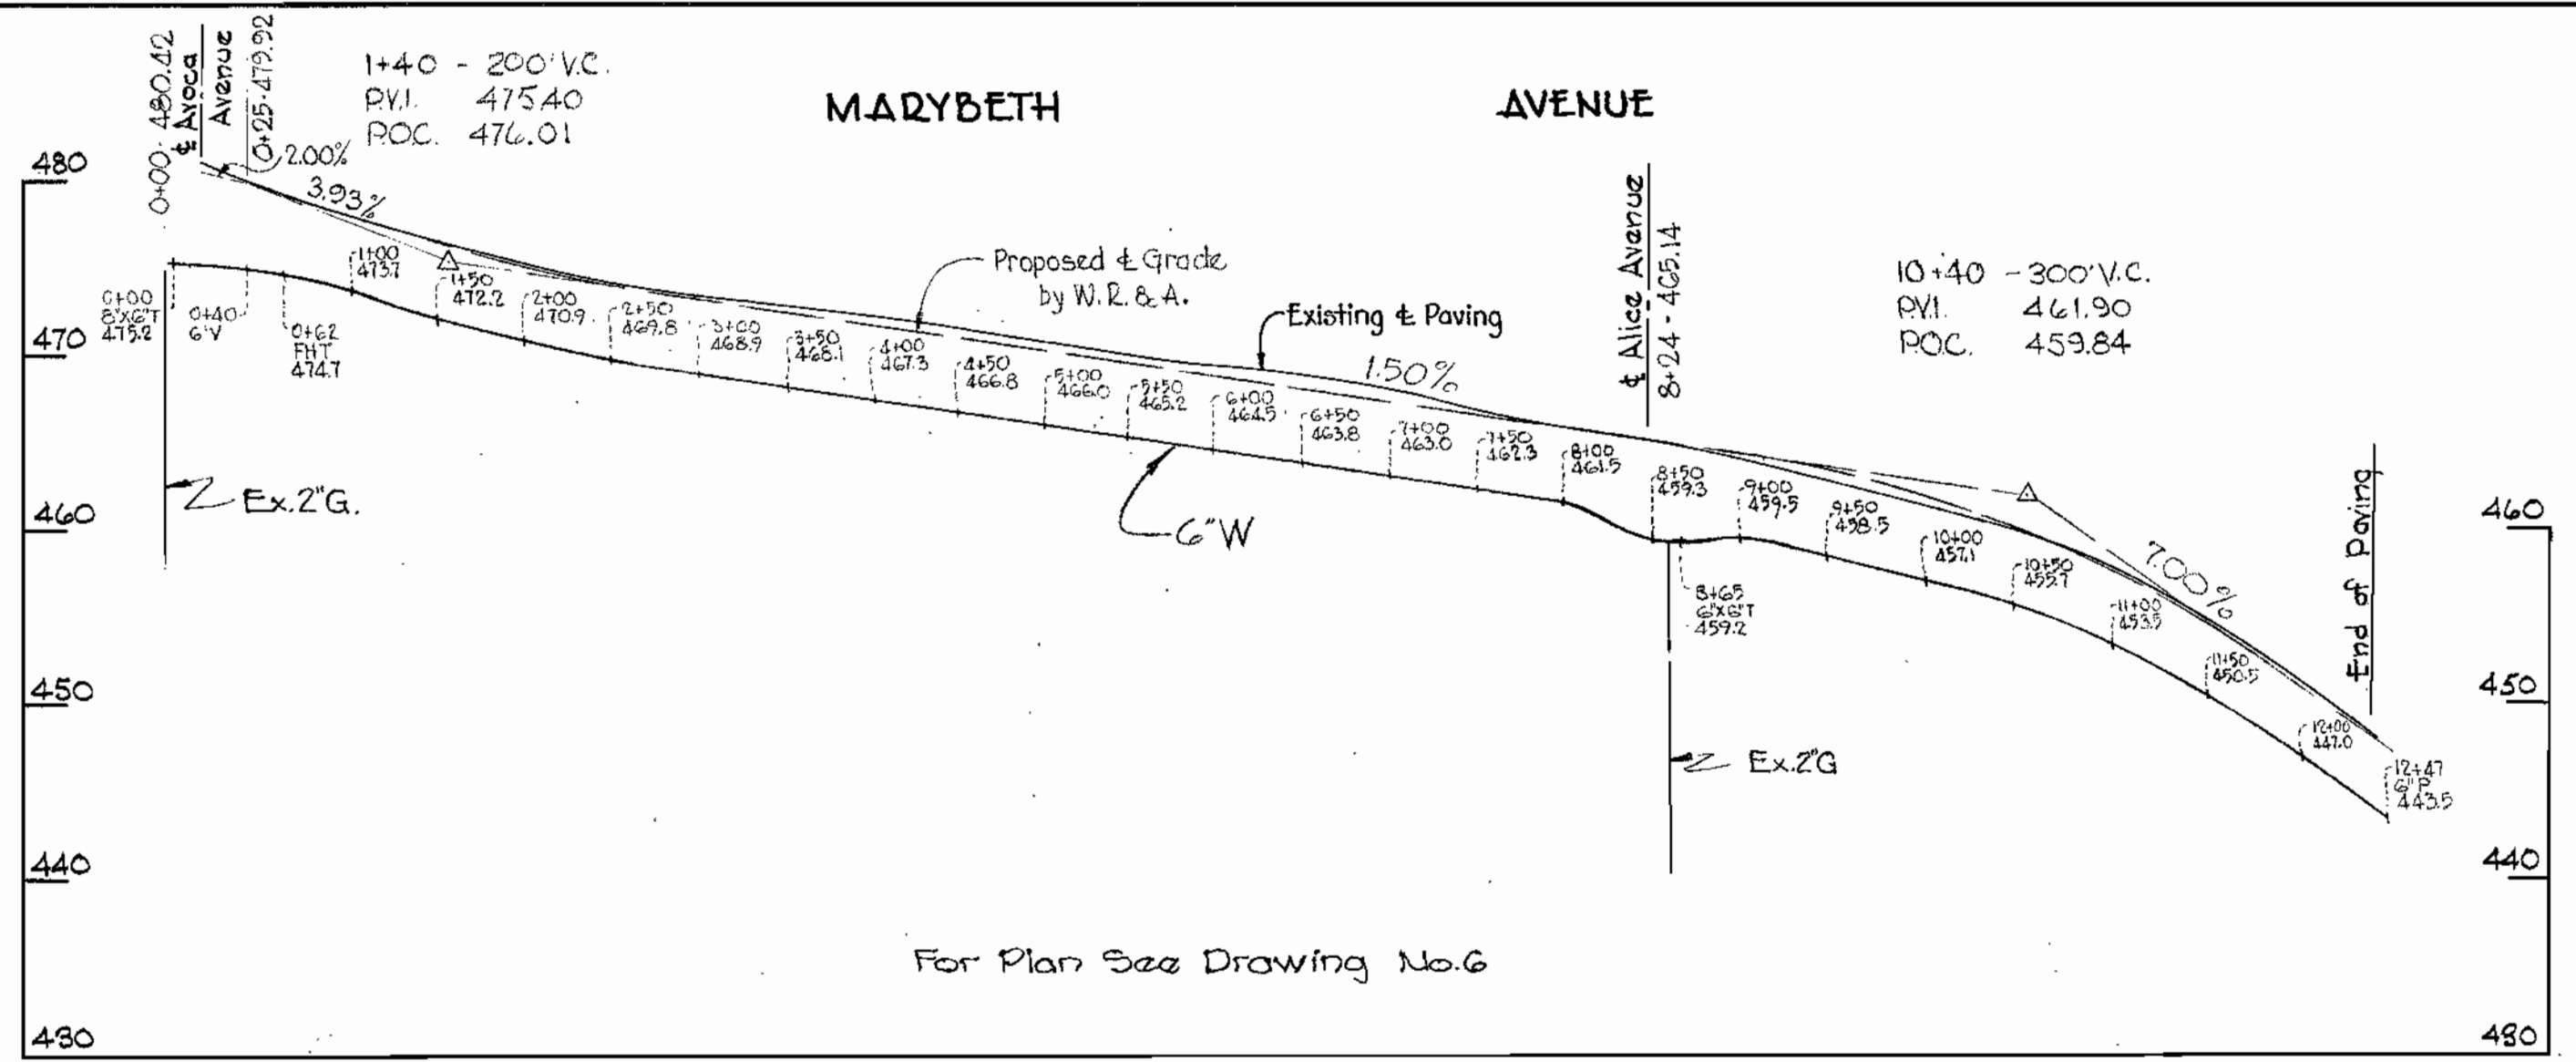 MARYBETH AVENUE
0+00 - 480.42
℄ Avoca
Avenue
0+25 - 479.92
1+40 - 200' V.C.
P.V.I. 475.40
P.O.C. 476.01
2.00%
3.93%
Proposed ℄ Grade
by W.R. & A.
Existing ℄ Paving
1.50%
℄ Alice Avenue
8+24 - 465.14
10+40 - 300' V.C.
P.V.I. 461.90
P.O.C. 459.84
7.00%
End of Paving
480
470
460
450
440
430
460
450
440
430
0+00
8"x6"T
475.2
0+40
6"V
0+62
FHT
474.7
1+00
473.7
1+50
472.2
2+00
470.9
2+50
469.8
3+00
468.9
3+50
468.1
4+00
467.3
4+50
466.8
5+00
466.0
5+50
465.2
6+00
464.5
6+50
463.8
7+00
463.0
7+50
462.3
8+00
461.5
8+50
459.3
8+65
6"x6"T
459.2
9+00
459.5
9+50
458.5
10+00
457.1
10+50
455.7
11+00
453.5
11+50
450.5
12+00
447.0
12+47
6"P
443.5
Ex. 2"G.
6"W
Ex. 2"G
For Plan See Drawing No. 6